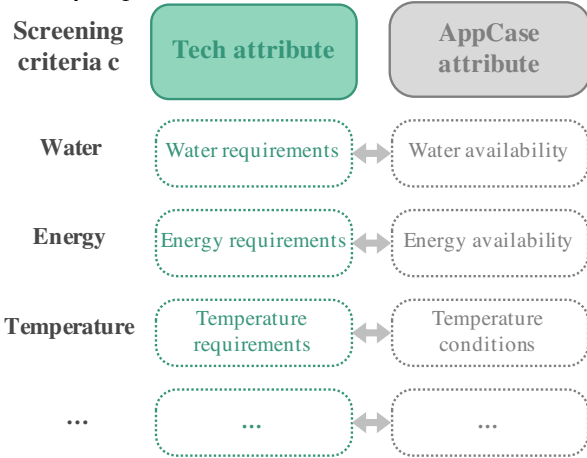 Screening
criteria c
Tech attribute
AppCase
attribute
Water
Water requirements
Water availability
Energy
Energy requirements
Energy availability
Temperature
Temperature
requirements
Temperature
conditions
...
...
...